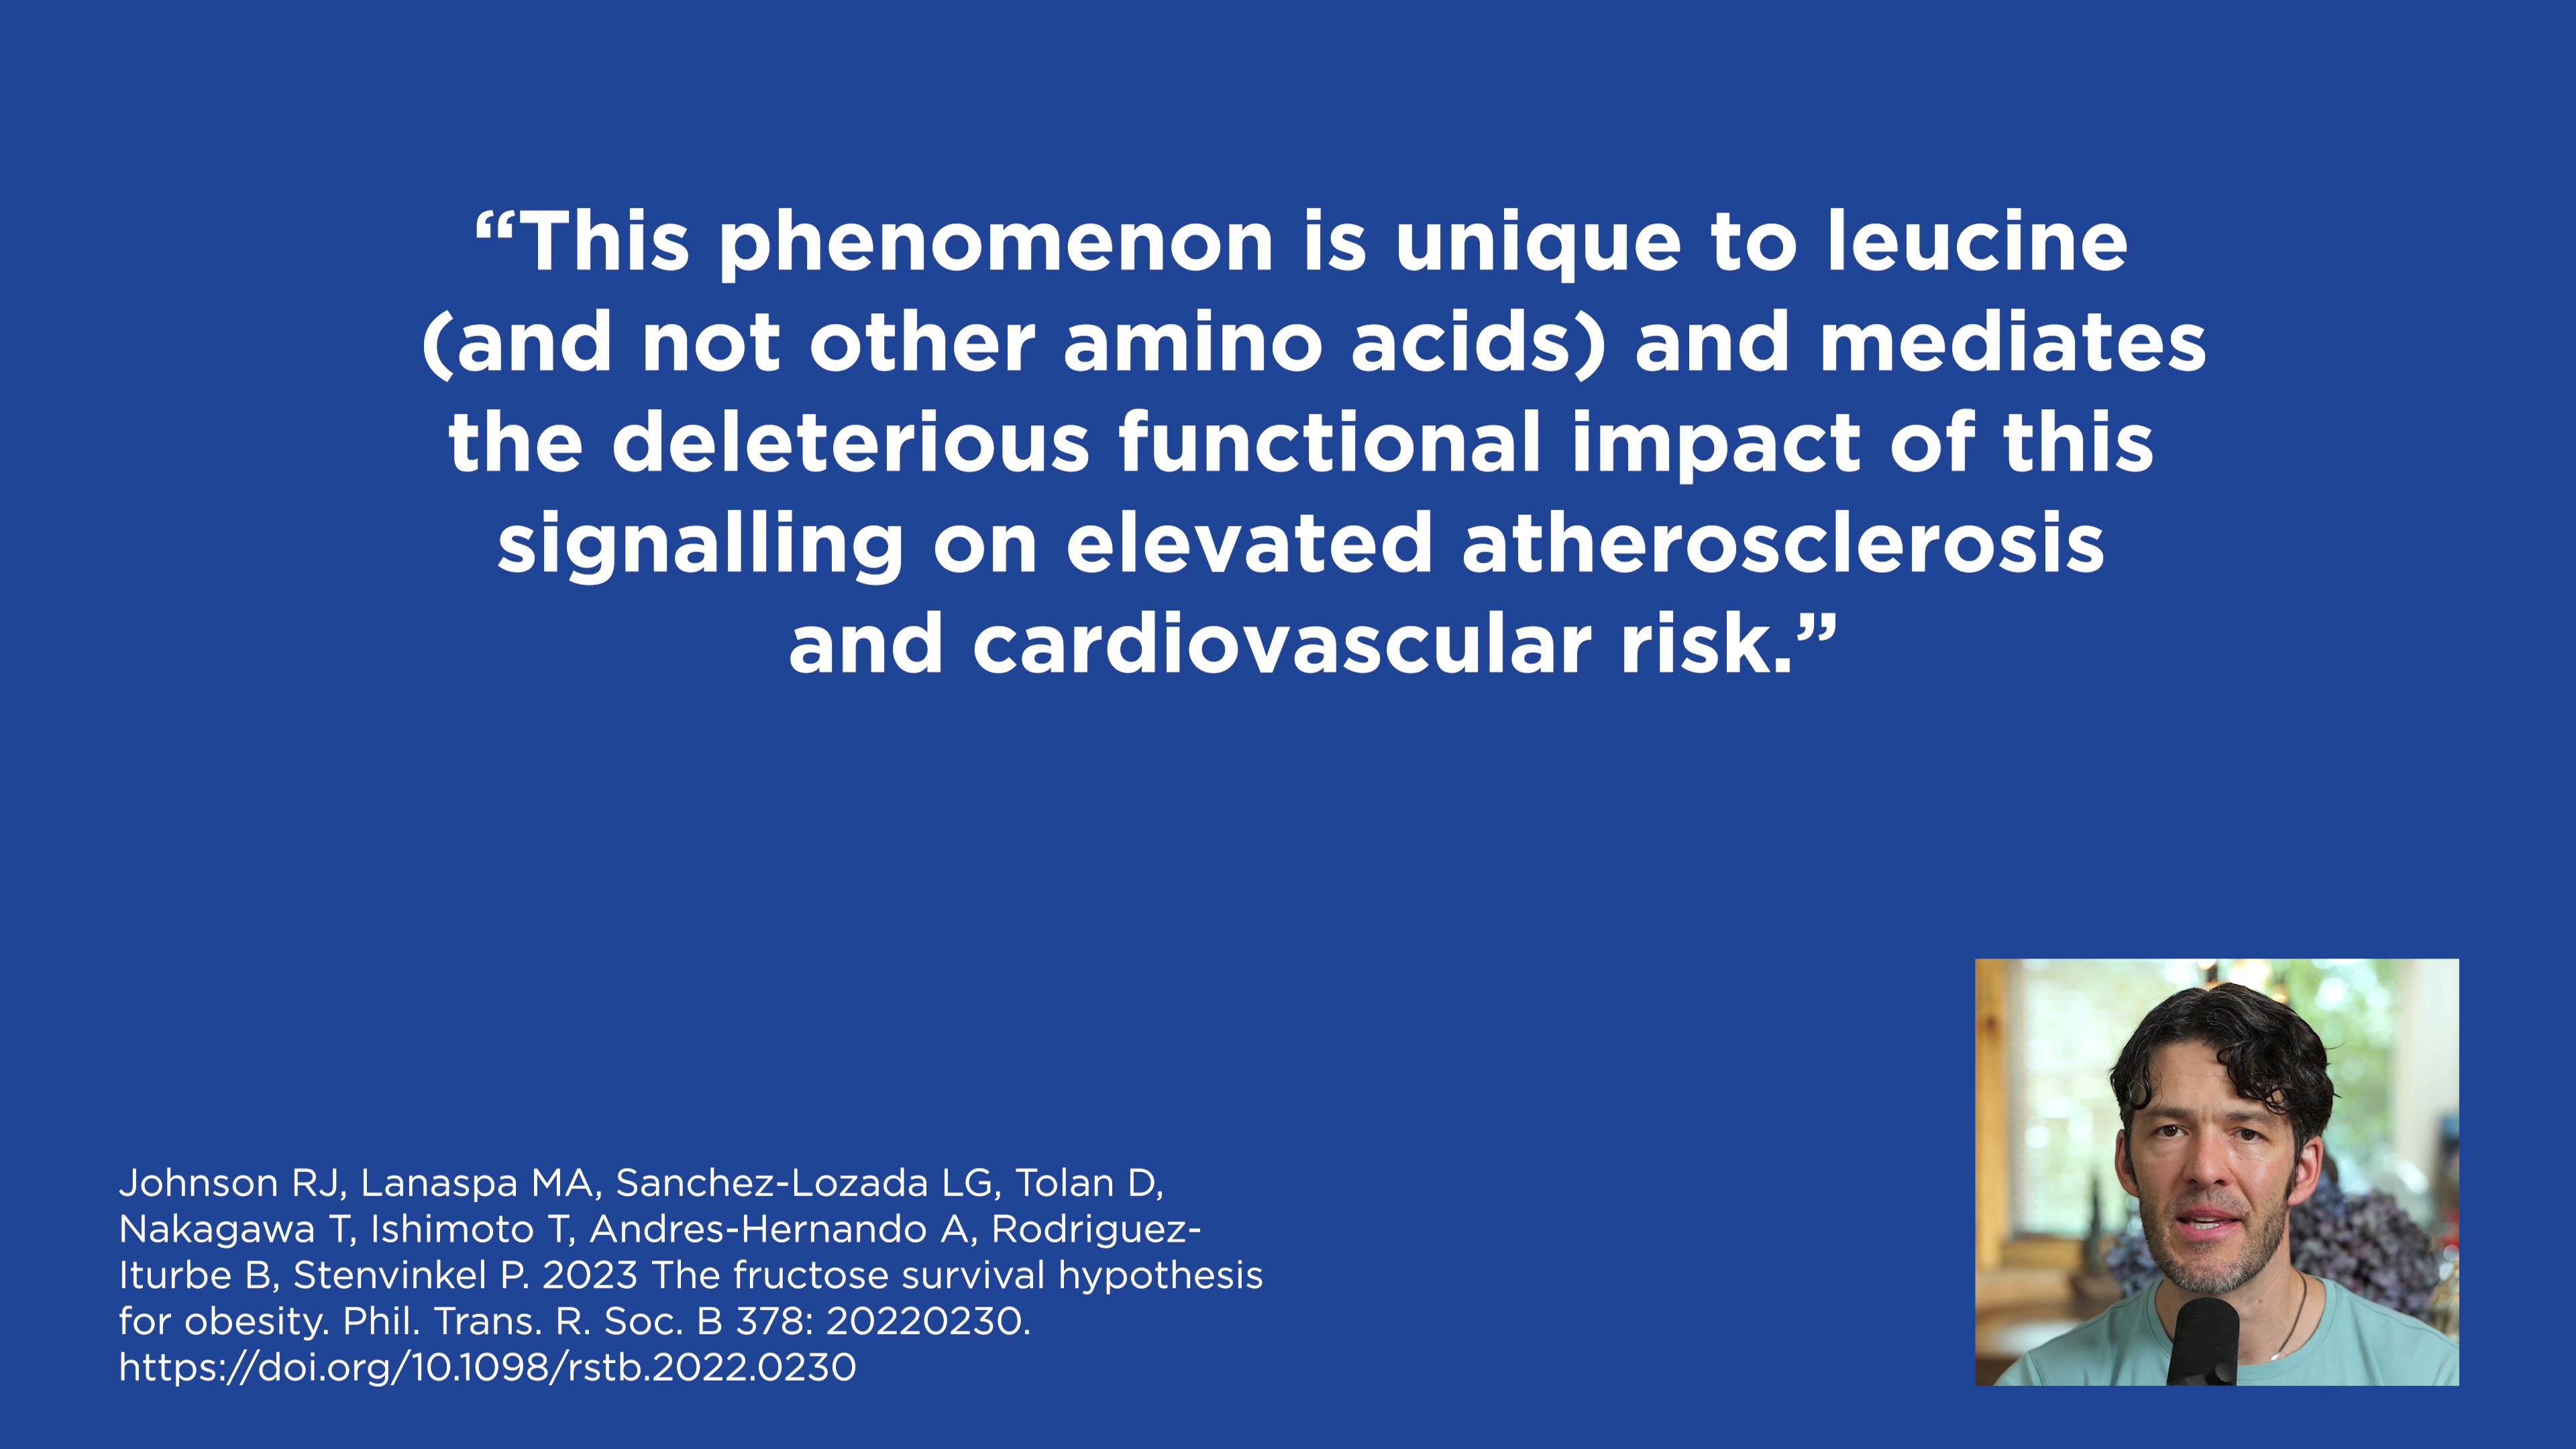 “This phenomenon is unique to leucine
(and not other amino acids) and mediates
the deleterious functional impact of this
signalling on elevated atherosclerosis
and cardiovascular risk.”
Johnson RJ, Lanaspa MA, Sanchez-Lozada LG, Tolan D,
Nakagawa T, Ishimoto T, Andres-Hernando A, Rodriguez-
Iturbe B, Stenvinkel P. 2023 The fructose survival hypothesis
for obesity. Phil. Trans. R. Soc. B 378: 20220230.
https://doi.org/10.1098/rstb.2022.0230